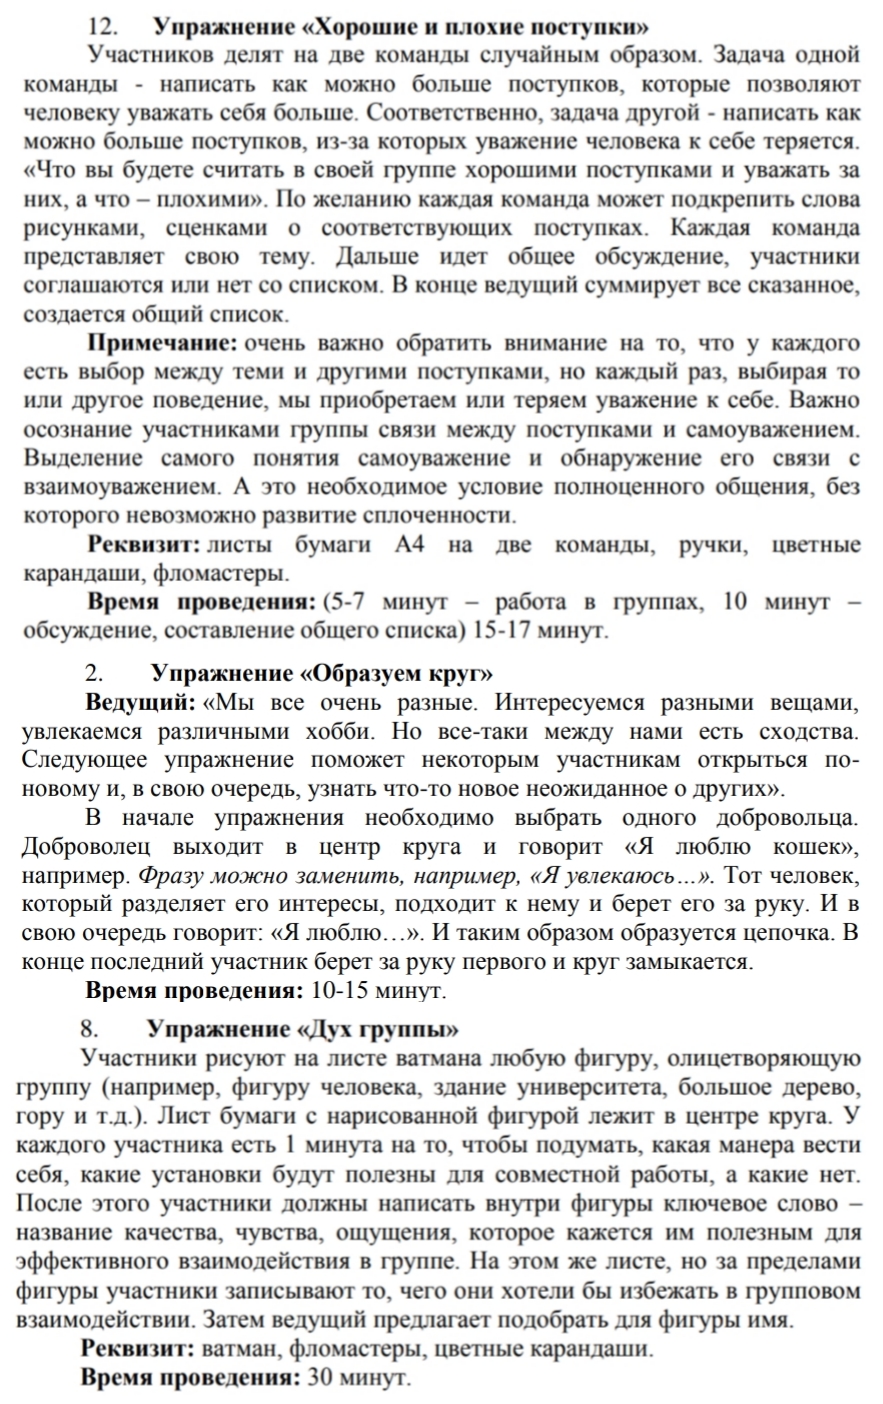 12. Упражнение «Хорошие и плохие поступки»
Участников делят на две команды случайным образом. Задача одной
команды - написать как можно больше поступков, которые позволяют
человеку уважать себя больше. Соответственно, задача другой - написать как
можно больше поступков, из-за которых уважение человека к себе теряется.
«Что вы будете считать в своей группе хорошими поступками и уважать за
них, а что – плохими». По желанию каждая команда может подкрепить слова
рисунками, сценками о соответствующих поступках. Каждая команда
представляет свою тему. Дальше идет общее обсуждение, участники
соглашаются или нет со списком. В конце ведущий суммирует все сказанное,
создается общий список.
Примечание: очень важно обратить внимание на то, что у каждого
есть выбор между теми и другими поступками, но каждый раз, выбирая то
или другое поведение, мы приобретаем или теряем уважение к себе. Важно
осознание участниками группы связи между поступками и самоуважением.
Выделение самого понятия самоуважение и обнаружение его связи с
взаимоуважением. А это необходимое условие полноценного общения, без
которого невозможно развитие сплоченности.
Реквизит: листы бумаги А4 на две команды, ручки, цветные
карандаши, фломастеры.
Время проведения: (5-7 минут – работа в группах, 10 минут –
обсуждение, составление общего списка) 15-17 минут.
2. Упражнение «Образуем круг»
Ведущий: «Мы все очень разные. Интересуемся разными вещами,
увлекаемся различными хобби. Но все-таки между нами есть сходства.
Следующее упражнение поможет некоторым участникам открыться по-
новому и, в свою очередь, узнать что-то новое неожиданное о других».
В начале упражнения необходимо выбрать одного добровольца.
Доброволец выходит в центр круга и говорит «Я люблю кошек»,
например. Фразу можно заменить, например, «Я увлекаюсь…». Тот человек,
который разделяет его интересы, подходит к нему и берет его за руку. И в
свою очередь говорит: «Я люблю…». И таким образом образуется цепочка. В
конце последний участник берет за руку первого и круг замыкается.
Время проведения: 10-15 минут.
8. Упражнение «Дух группы»
Участники рисуют на листе ватмана любую фигуру, олицетворяющую
группу (например, фигуру человека, здание университета, большое дерево,
гору и т.д.). Лист бумаги с нарисованной фигурой лежит в центре круга. У
каждого участника есть 1 минута на то, чтобы подумать, какая манера вести
себя, какие установки будут полезны для совместной работы, а какие нет.
После этого участники должны написать внутри фигуры ключевое слово –
название качества, чувства, ощущения, которое кажется им полезным для
эффективного взаимодействия в группе. На этом же листе, но за пределами
фигуры участники записывают то, чего они хотели бы избежать в групповом
взаимодействии. Затем ведущий предлагает подобрать для фигуры имя.
Реквизит: ватман, фломастеры, цветные карандаши.
Время проведения: 30 минут.